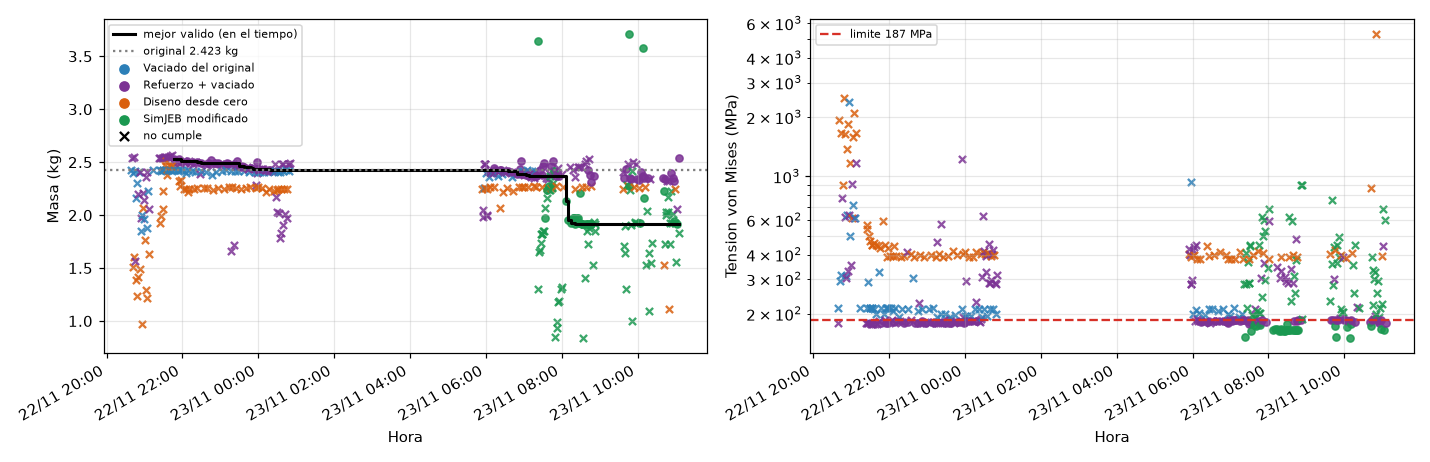 3.5
3.0
2.5
2.0
1.5
1.0
Masa (kg)
mejor valido (en el tiempo)
original 2.423 kg
Vaciado del original
Refuerzo + vaciado
Diseno desde cero
SimJEB modificado
no cumple
22/11 20:00
22/11 22:00
23/11 00:00
23/11 02:00
23/11 04:00
23/11 06:00
23/11 08:00
23/11 10:00
Hora
6 × 10³
4 × 10³
3 × 10³
2 × 10³
10³
6 × 10²
4 × 10²
3 × 10²
2 × 10²
Tension von Mises (MPa)
limite 187 MPa
22/11 20:00
22/11 22:00
23/11 00:00
23/11 02:00
23/11 04:00
23/11 06:00
23/11 08:00
23/11 10:00
Hora